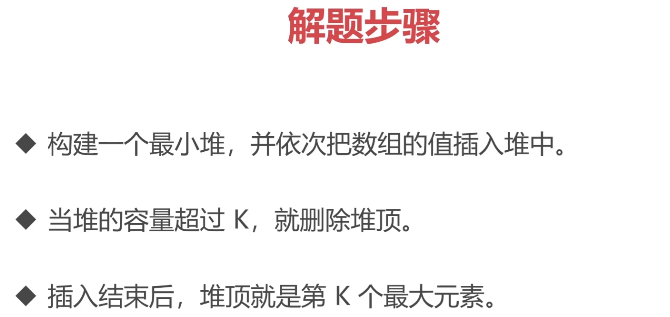 解题步骤
◆ 构建一个最小堆，并依次把数组的值插入堆中。
◆ 当堆的容量超过 K，就删除堆顶。
◆ 插入结束后，堆顶就是第 K 个最大元素。